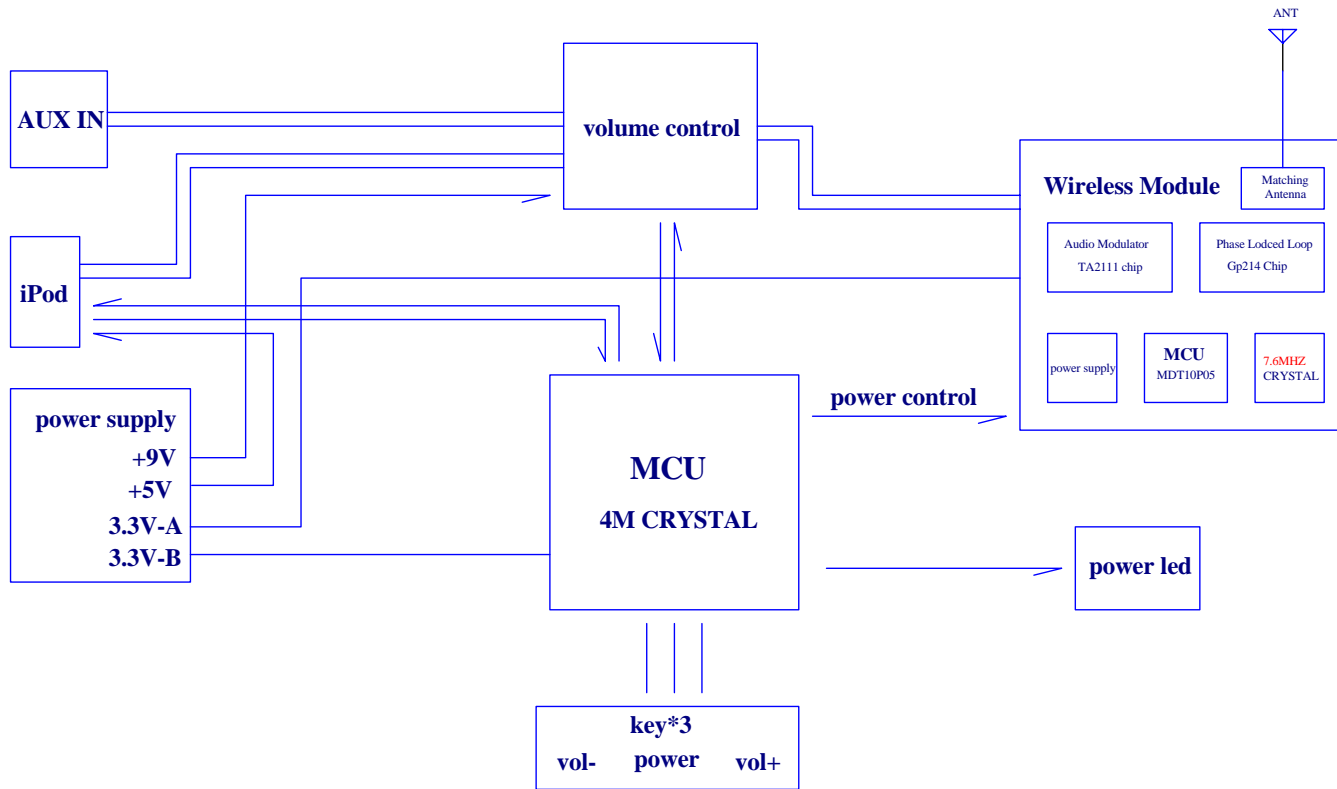 ANT
AUX IN
volume control
Wireless Module
Matching
Antenna
Audio Modulator
TA2111 chip
Phase Lodced Loop
Gp214 Chip
iPod
power supply
MCU
MDT10P05
7.6MHZ
CRYSTAL
power supply
+9V
+5V
3.3V-A
3.3V-B
MCU
4M CRYSTAL
power control
power led
key*3
vol- power vol+